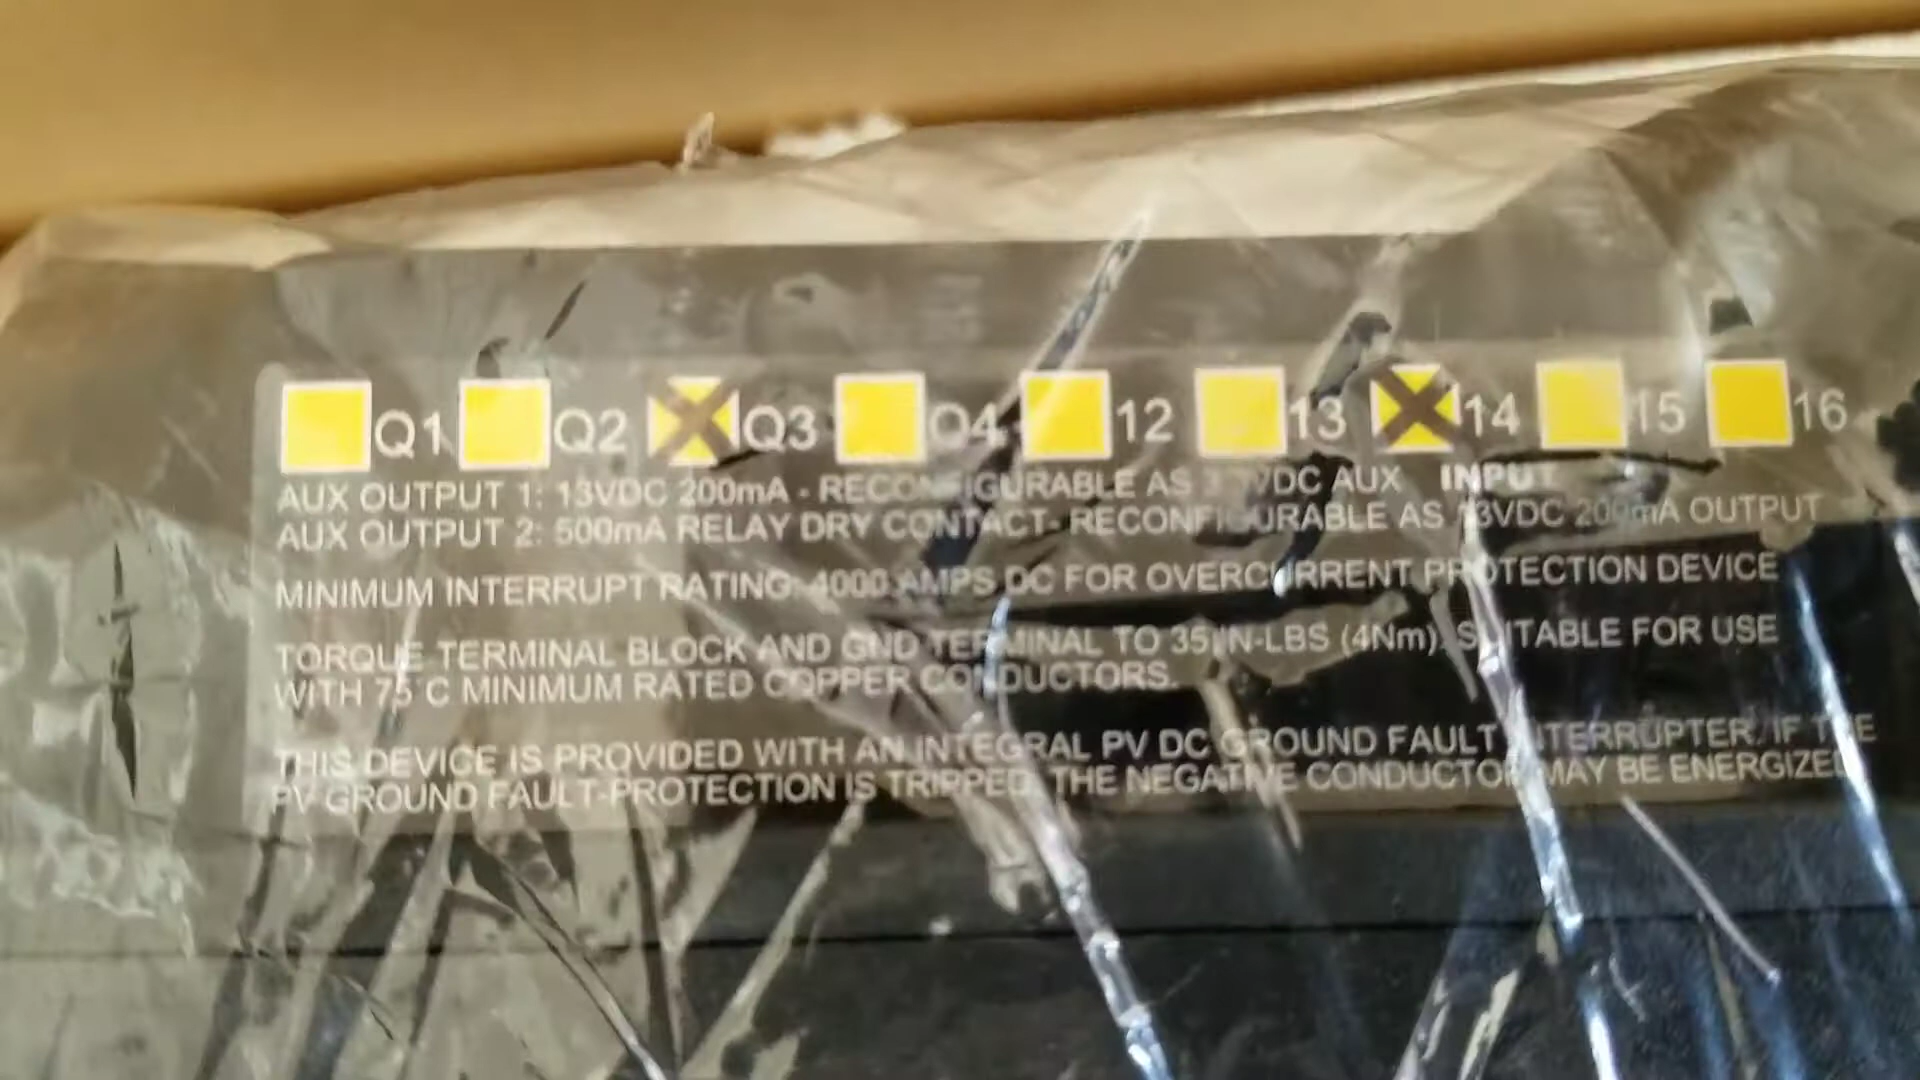 Q1 Q2 Q3 Q4 12 13 14 15 16
AUX OUTPUT 1: 13VDC 200mA - RECONFIGURABLE AS VDC AUX INPUT
AUX OUTPUT 2: 500mA RELAY DRY CONTACT- RECONFIGURABLE AS 13VDC 200mA OUTPUT
MINIMUM INTERRUPT RATING: 4000 AMPS DC FOR OVERCURRENT PROTECTION DEVICE
TORQUE TERMINAL BLOCK AND GND TERMINAL TO 35 IN-LBS (4Nm). SUITABLE FOR USE
WITH 75°C MINIMUM RATED COPPER CONDUCTORS.
THIS DEVICE IS PROVIDED WITH AN INTEGRAL PV DC GROUND FAULT INTERRUPTER. IF THE
PV GROUND FAULT-PROTECTION IS TRIPPED, THE NEGATIVE CONDUCTOR MAY BE ENERGIZED